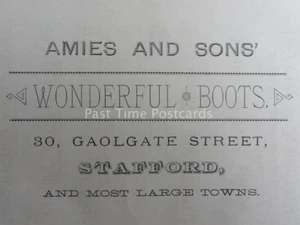 AMIES AND SONS'
WONDERFUL BOOTS.
Past Time Postcards
30, GAOLGATE STREET,
STAFFORD,
AND MOST LARGE TOWNS.